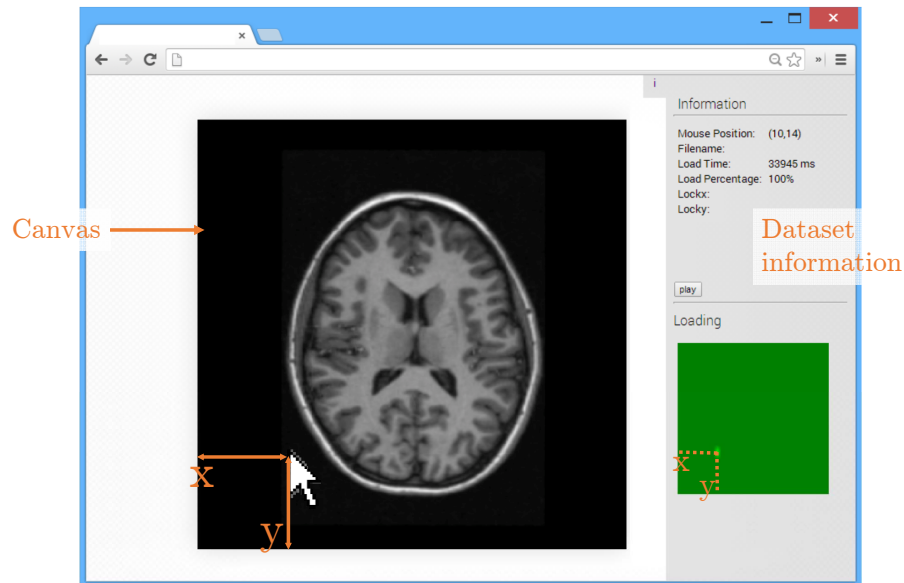 i
Information
Mouse Position: (10,14)
Filename:
Load Time: 33945 ms
Load Percentage: 100%
Lockx:
Locky:
Canvas
Dataset
information
play
Loading
x
y
x
y